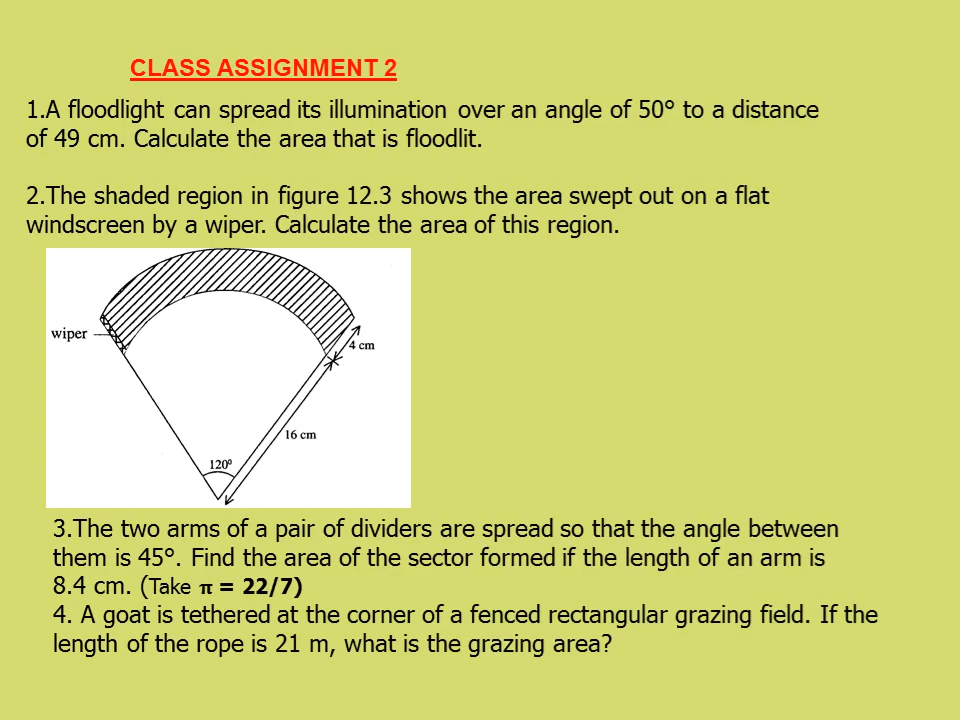 CLASS ASSIGNMENT 2
1.A floodlight can spread its illumination over an angle of 50° to a distance
of 49 cm. Calculate the area that is floodlit.
2.The shaded region in figure 12.3 shows the area swept out on a flat
windscreen by a wiper. Calculate the area of this region.
wiper
4 cm
16 cm
120⁰
3.The two arms of a pair of dividers are spread so that the angle between
them is 45°. Find the area of the sector formed if the length of an arm is
8.4 cm. (Take π = 22/7)
4. A goat is tethered at the corner of a fenced rectangular grazing field. If the
length of the rope is 21 m, what is the grazing area?